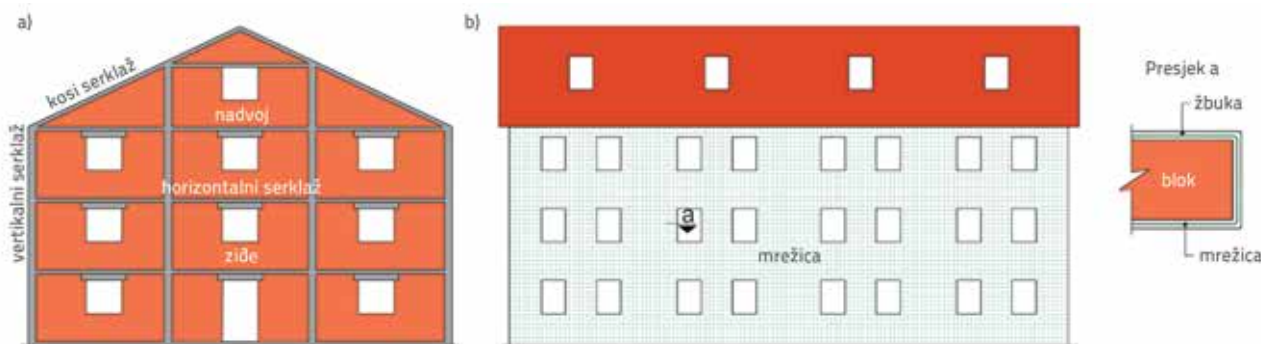 a)
kosi serklaž
vertikalni serklaž
nadvoj
horizontalni serklaž
ziđe
b)
a
mrežica
Presjek a
žbuka
blok
mrežica